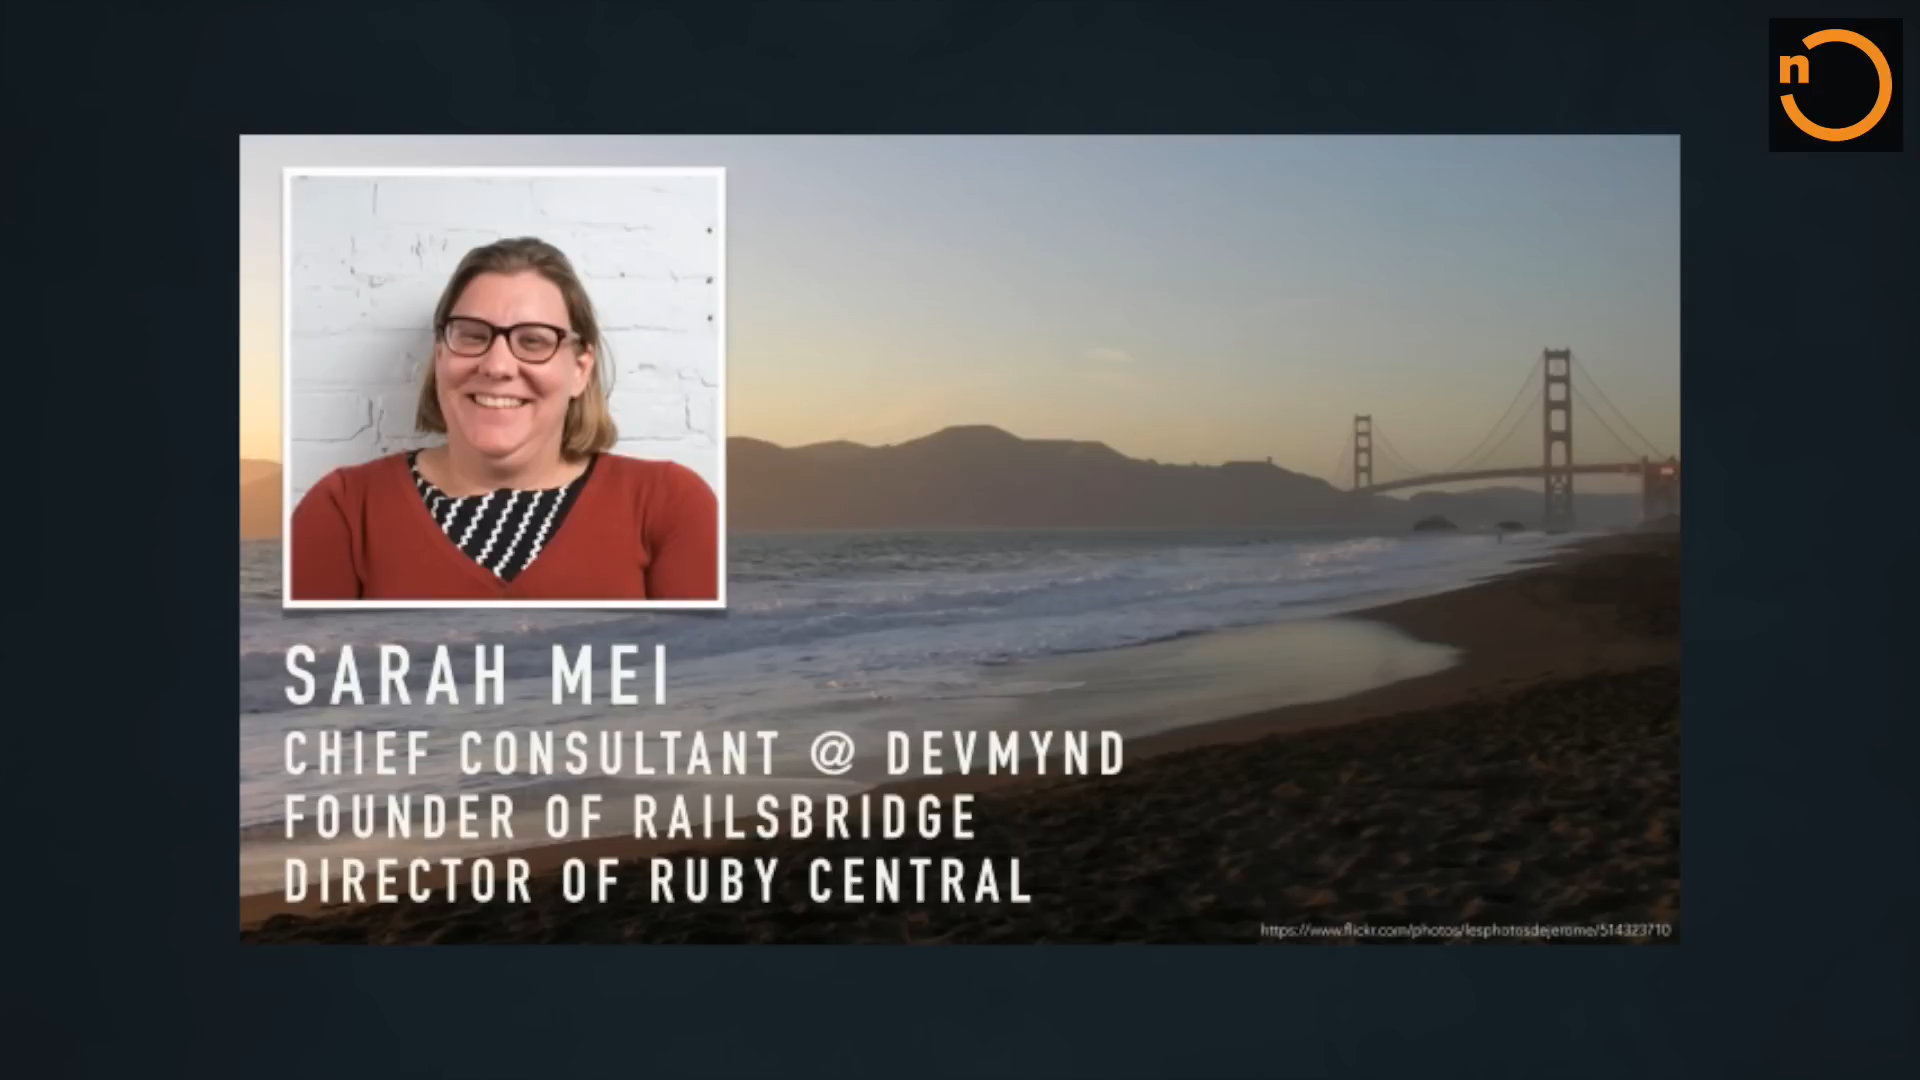 n
SARAH MEI
CHIEF CONSULTANT @ DEVMYND
FOUNDER OF RAILSBRIDGE
DIRECTOR OF RUBY CENTRAL
https://www.flickr.com/photos/lesphotosdejerome/514323710